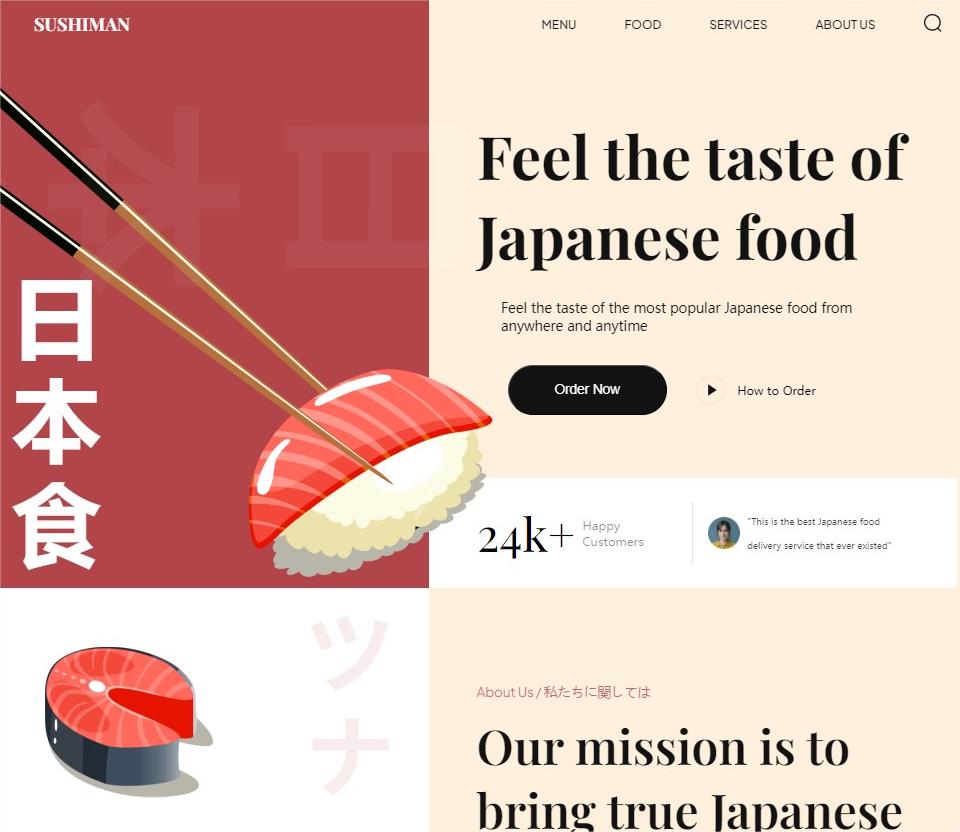 SUSHIMAN
MENU FOOD SERVICES ABOUT US
Feel the taste of
Japanese food
Feel the taste of the most popular Japanese food from
anywhere and anytime
Order Now
How to Order
日本
日
本
食
24k+
Happy
Customers
"This is the best Japanese food
delivery service that ever existed"
ツ
ナ
About Us / 私たちに関しては
Our mission is to
bring true Japanese